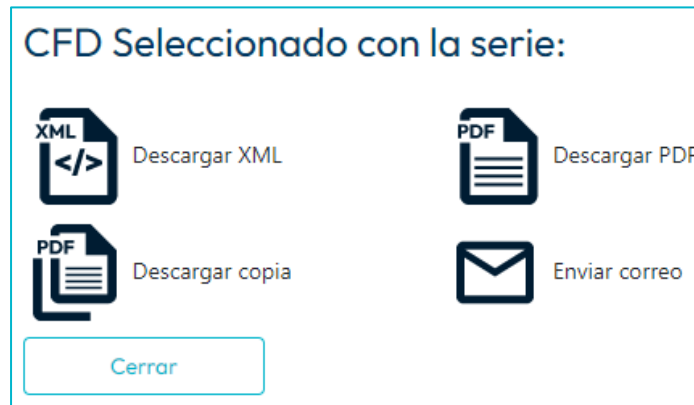 CFD Seleccionado con la serie:
XML
</>
Descargar XML
PDF
Descargar PDF
PDF
Descargar copia
Enviar correo
Cerrar